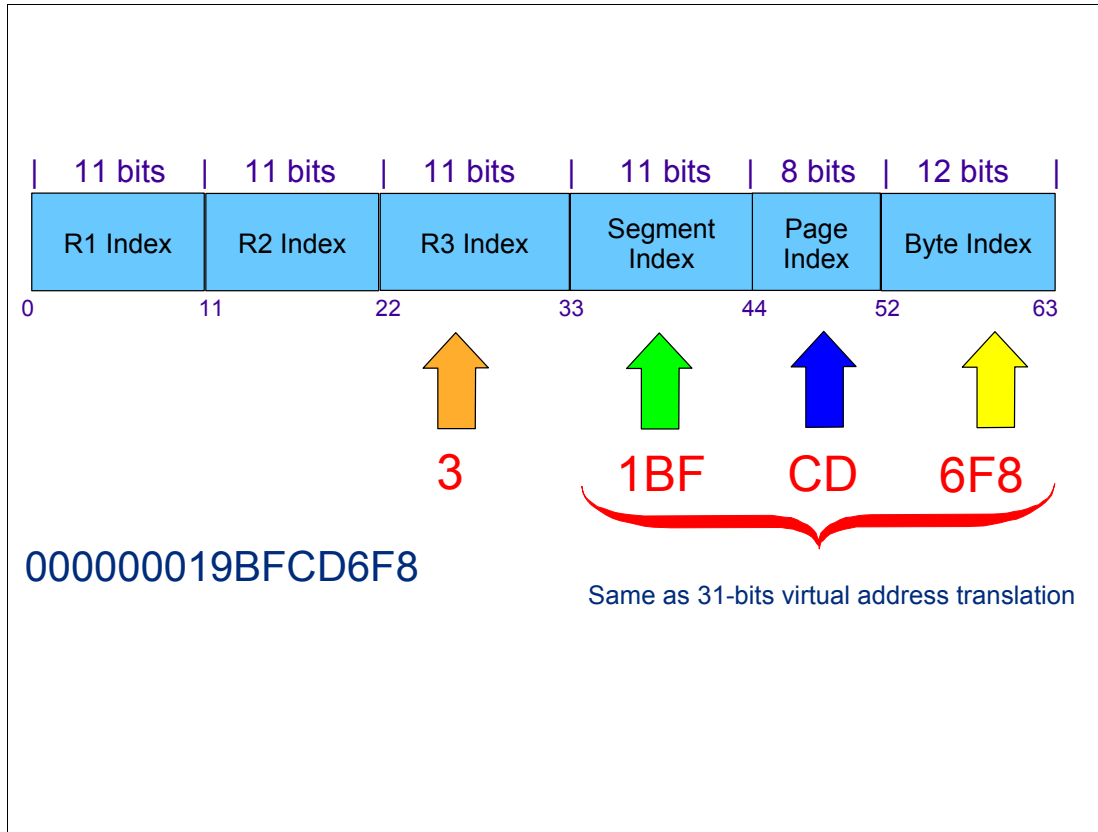 | 11 bits | 11 bits | 11 bits | 11 bits | 8 bits | 12 bits |
R1 Index R2 Index R3 Index Segment Index Page Index Byte Index
0 11 22 33 44 52 63
3 1BF CD 6F8
000000019BFCD6F8
Same as 31-bits virtual address translation